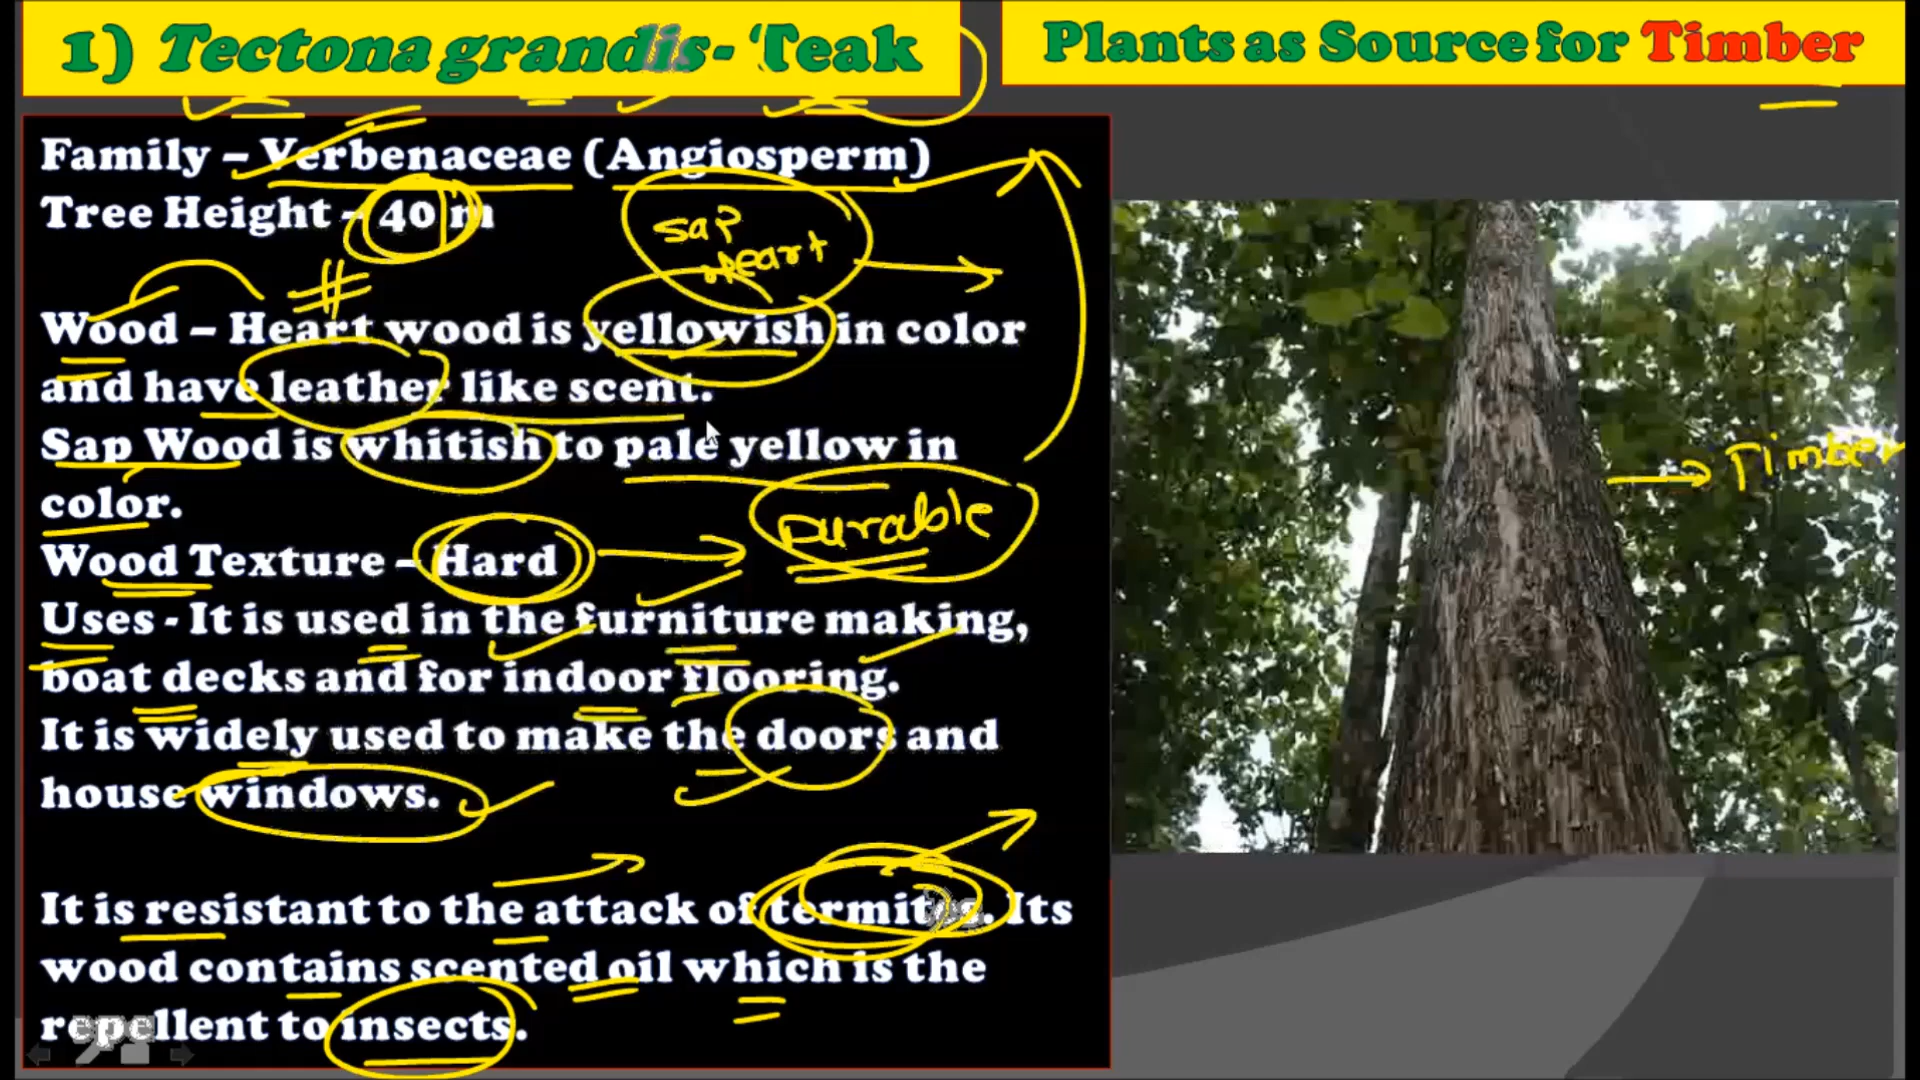 1) Tectona grandis- 'Teak
Plants as Source for Timber
Family – Verbenaceae (Angiosperm)
Tree Height – 40 m
sap
Heart
Wood – Heart wood is yellowish in color
and have leather like scent.
Sap Wood is whitish to pale yellow in
color.
Durable
Wood Texture – Hard
Uses - It is used in the furniture making,
boat decks and for indoor flooring.
It is widely used to make the doors and
house windows.
It is resistant to the attack of termites. Its
wood contains scented oil which is the
repellent to insects.
Timber